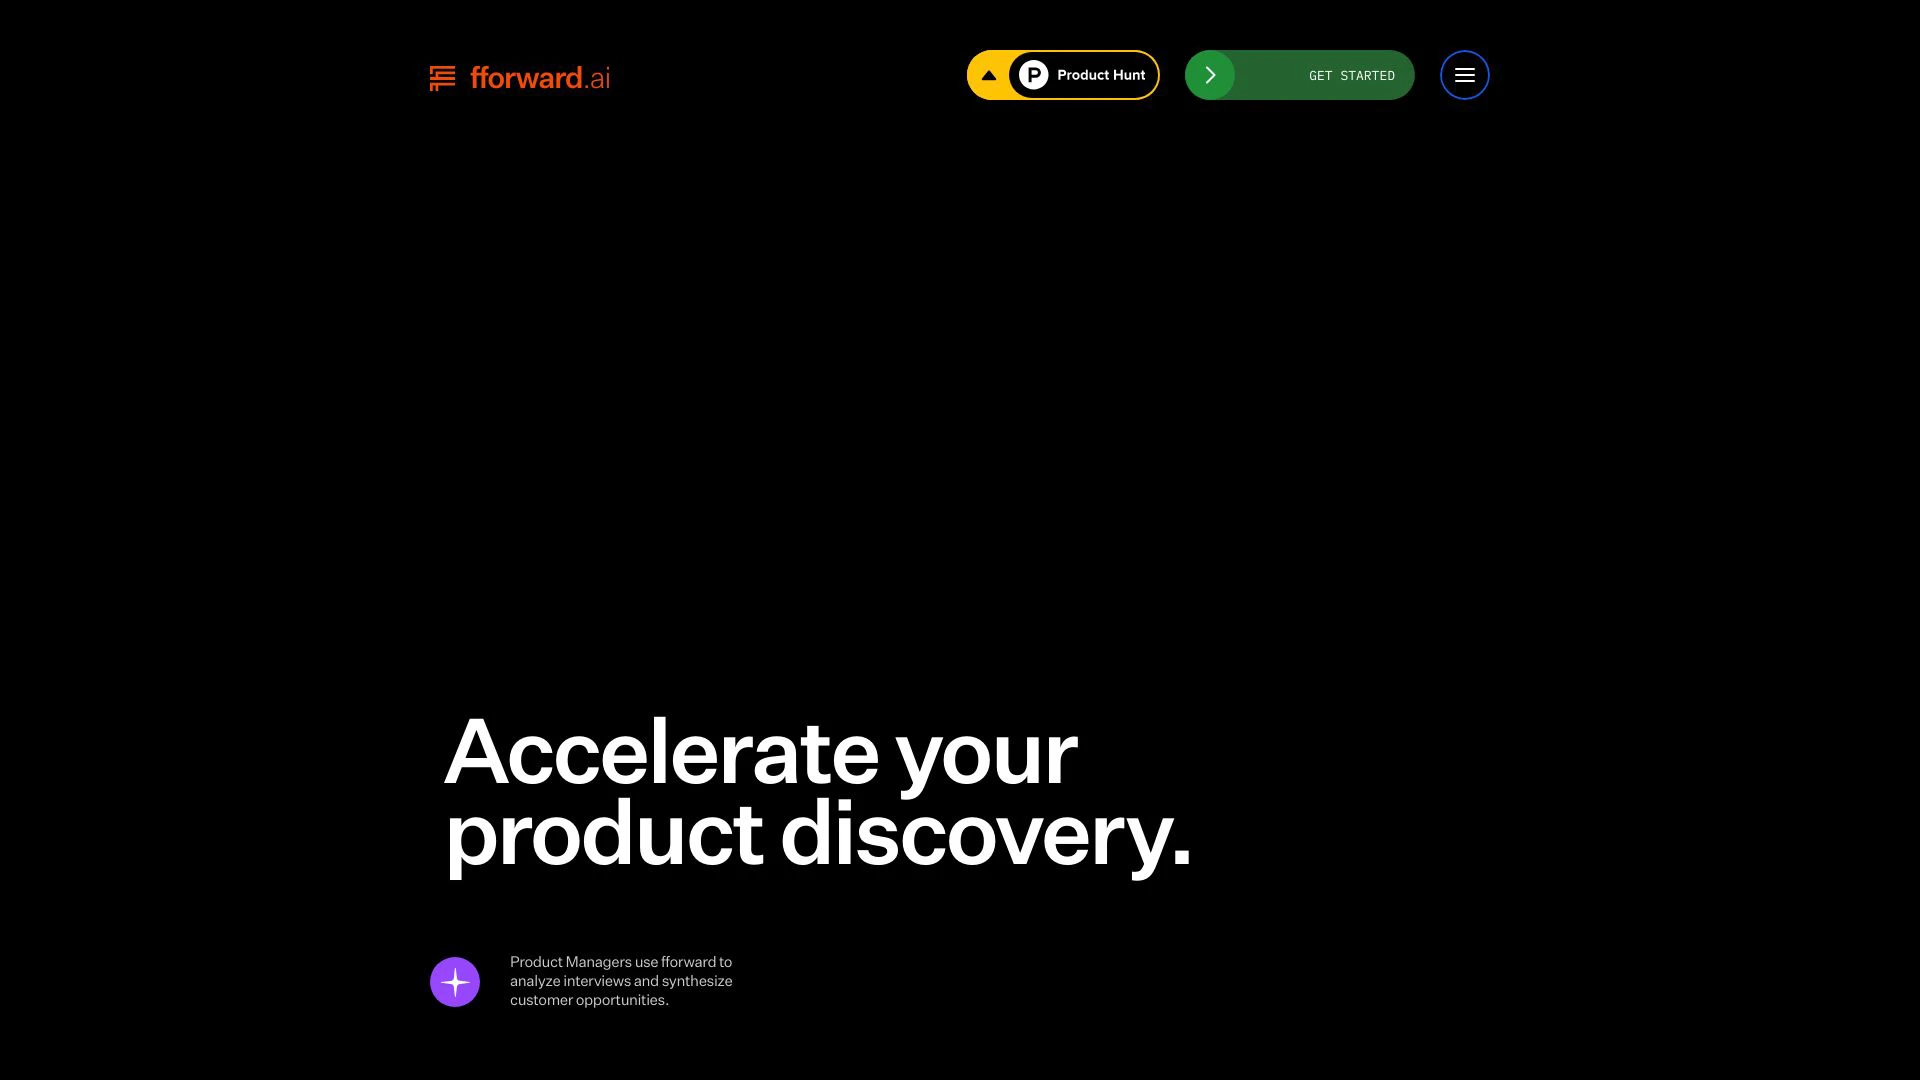 fforward.ai
Product Hunt
GET STARTED
Accelerate your
product discovery.
Product Managers use fforward to
analyze interviews and synthesize
customer opportunities.